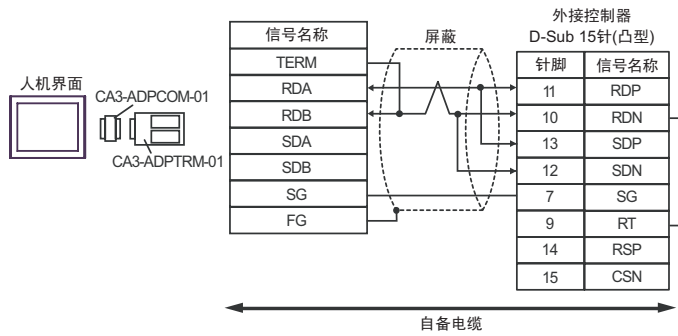 外接控制器
D-Sub 15针(凸型)
信号名称
屏蔽
针脚 信号名称
TERM
RDA
RDB
SDA
SDB
SG
FG
11 RDP
10 RDN
13 SDP
12 SDN
7 SG
9 RT
14 RSP
15 CSN
人机界面
CA3-ADPCOM-01
CA3-ADPTRM-01
自备电缆